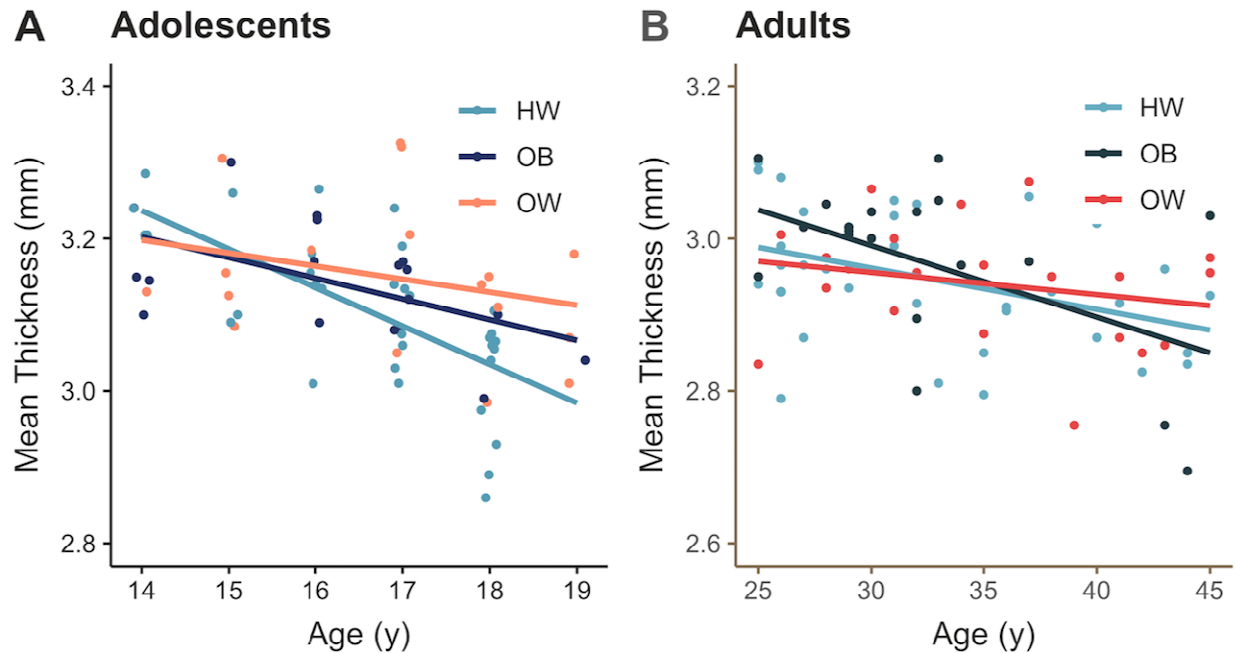 A Adolescents
3.4
3.2
3.0
2.8
Mean Thickness (mm)
HW
OB
OW
14 15 16 17 18 19
Age (y)
B Adults
3.2
3.0
2.8
2.6
Mean Thickness (mm)
HW
OB
OW
25 30 35 40 45
Age (y)